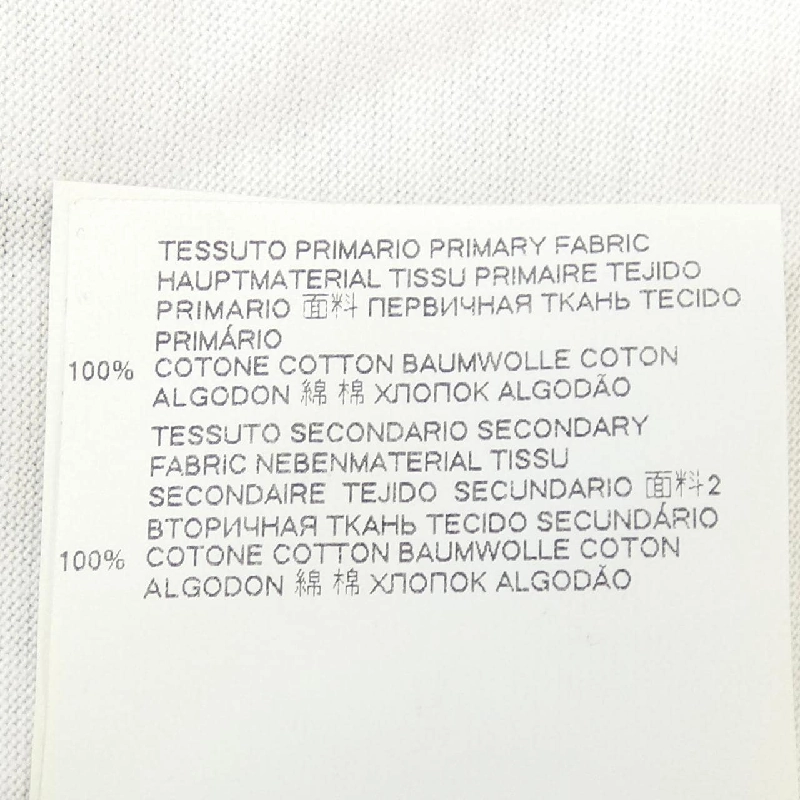 TESSUTO PRIMARIO PRIMARY FABRIC
HAUPTMATERIAL TISSU PRIMAIRE TEJIDO
PRIMARIO 面料 ПЕРВИЧНАЯ ТКАНЬ TECIDO
PRIMÁRIO
100% COTONE COTTON BAUMWOLLE COTON
ALGODON 綿 棉 ХЛОПОК ALGODÃO
TESSUTO SECONDARIO SECONDARY
FABRIC NEBENMATERIAL TISSU
SECONDAIRE TEJIDO SECUNDARIO 面料2
ВТОРИЧНАЯ ТКАНЬ TECIDO SECUNDÁRIO
100% COTONE COTTON BAUMWOLLE COTON
ALGODON 綿 棉 ХЛОПОК ALGODÃO